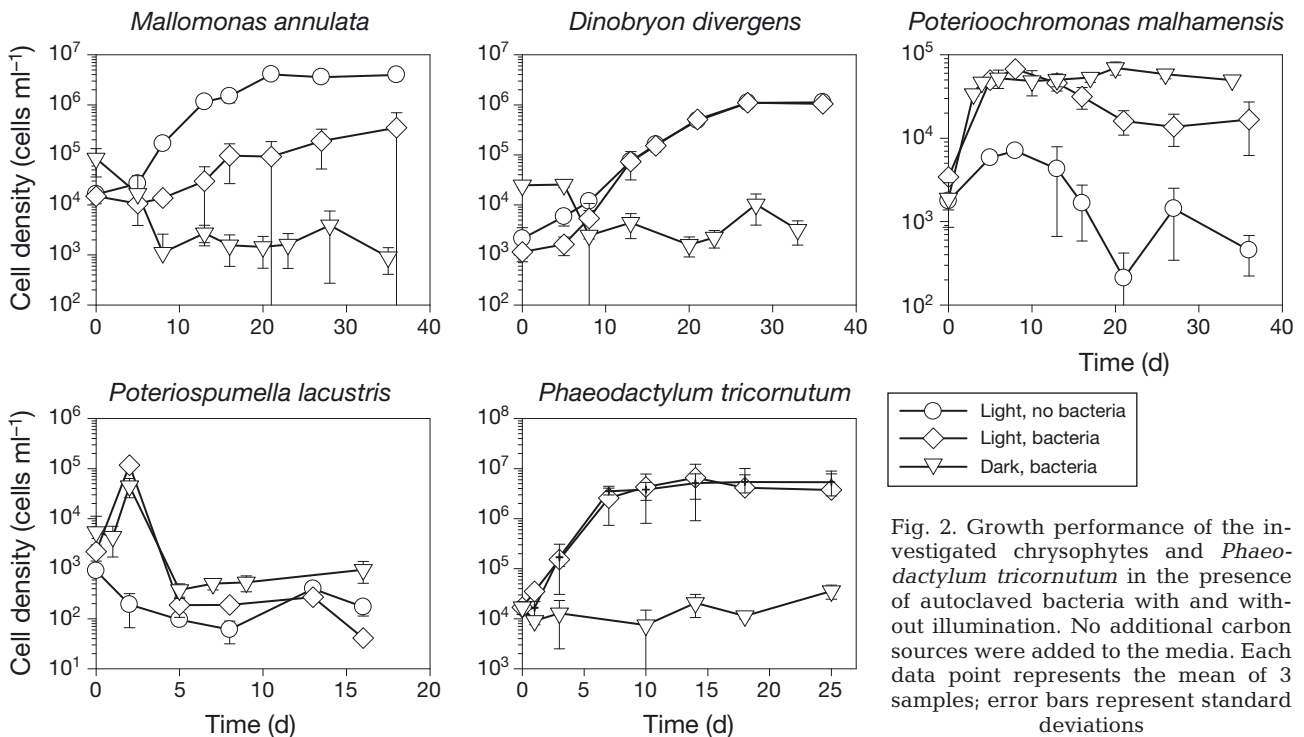 Mallomonas annulata
Dinobryon divergens
Poterioochromonas malhamensis
Cell density (cells ml⁻¹)
10⁷
10⁶
10⁵
10⁴
10³
10²
0 10 20 30 40
10⁷
10⁶
10⁵
10⁴
10³
10²
0 10 20 30 40
10⁵
10⁴
10³
10²
0 10 20 30 40
Time (d)
Poteriospumella lacustris
Phaeodactylum tricornutum
Cell density (cells ml⁻¹)
10⁶
10⁵
10⁴
10³
10²
10¹
0 5 10 15 20
Time (d)
10⁸
10⁷
10⁶
10⁵
10⁴
10³
0 5 10 15 20 25
Time (d)
Light, no bacteria
Light, bacteria
Dark, bacteria
Fig. 2. Growth performance of the in-
vestigated chrysophytes and Phaeo-
dactylum tricornutum in the presence
of autoclaved bacteria with and with-
out illumination. No additional carbon
sources were added to the media. Each
data point represents the mean of 3
samples; error bars represent standard
deviations